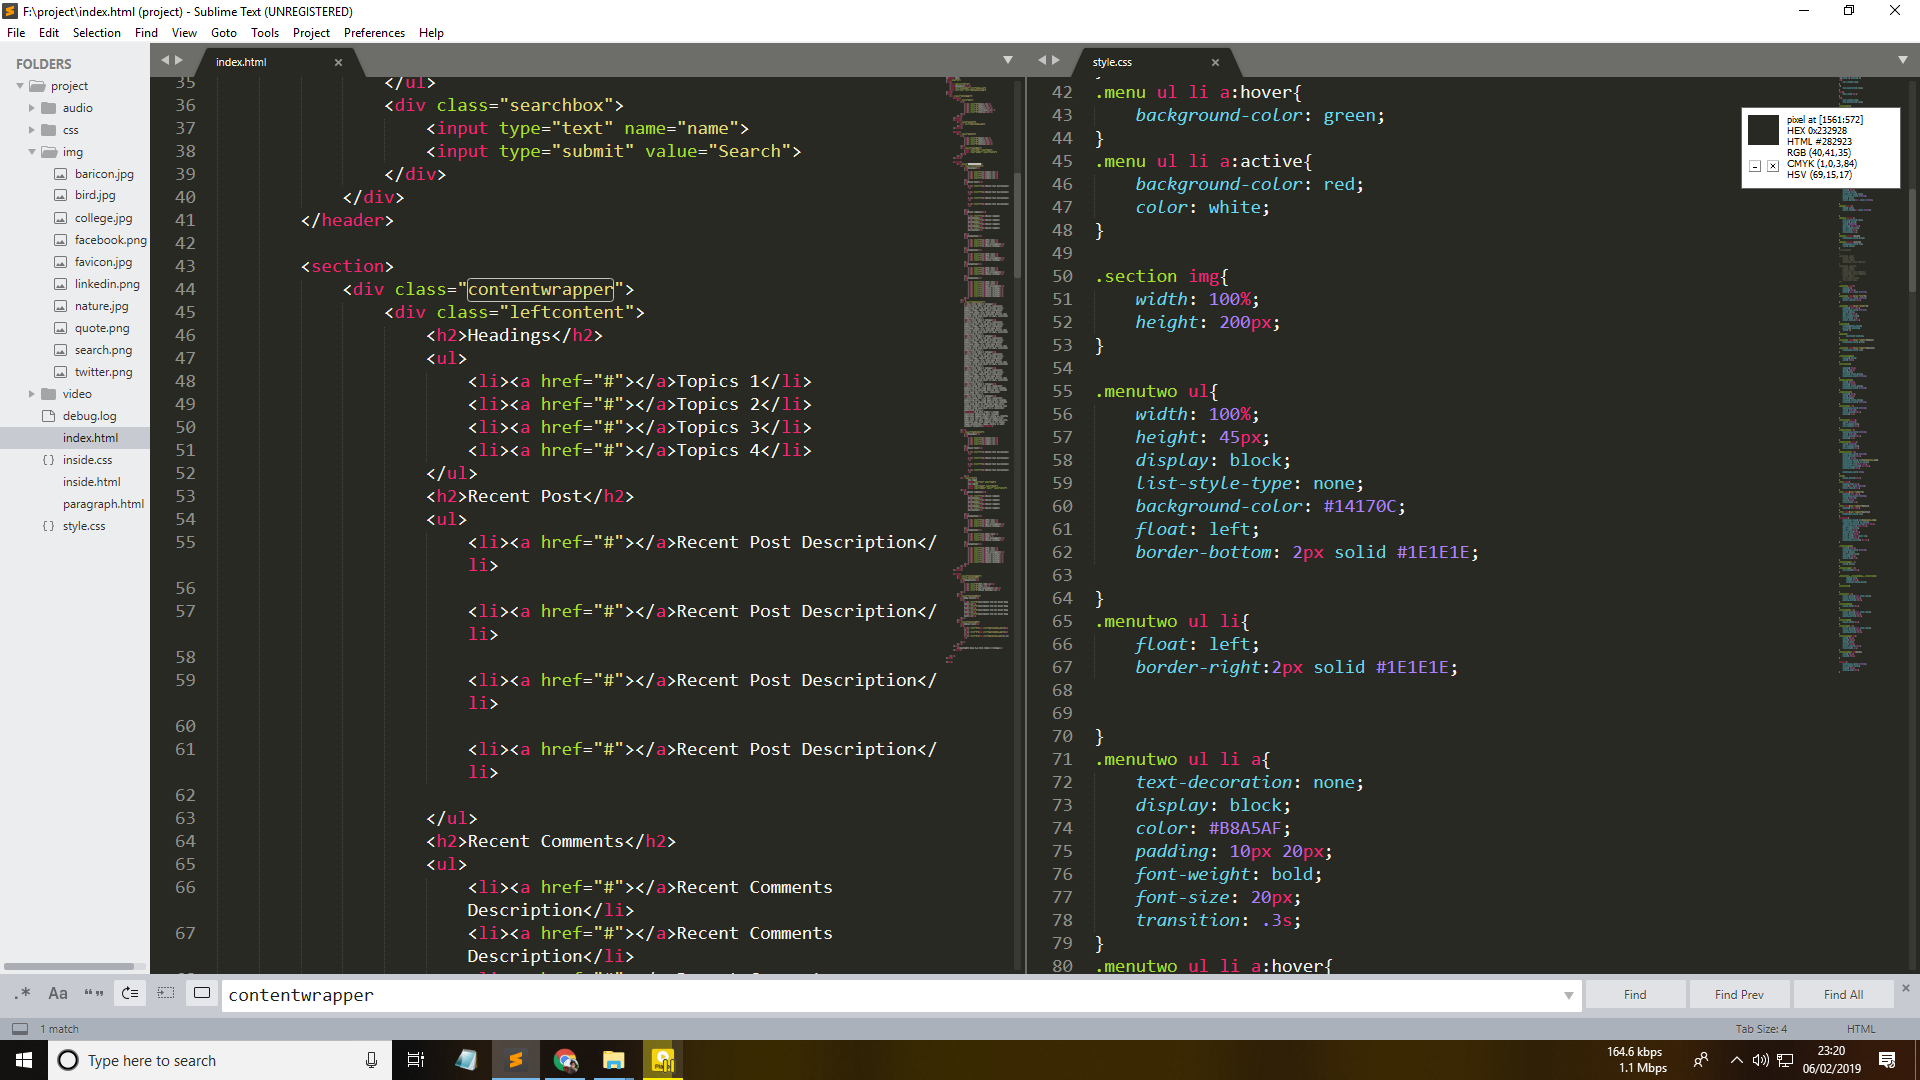 F:\project\index.html (project) - Sublime Text (UNREGISTERED)
File Edit Selection Find View Goto Tools Project Preferences Help
FOLDERS
project
audio
css
img
baricon.jpg
bird.jpg
college.jpg
facebook.png
favicon.jpg
linkedin.png
nature.jpg
quote.png
search.png
twitter.png
video
debug.log
index.html
inside.css
inside.html
paragraph.html
style.css
index.html
35 </ul>
36 <div class="searchbox">
37 <input type="text" name="name">
38 <input type="submit" value="Search">
39 </div>
40 </div>
41 </header>
42
43 <section>
44 <div class="contentwrapper">
45 <div class="leftcontent">
46 <h2>Headings</h2>
47 <ul>
48 <li><a href="#"></a>Topics 1</li>
49 <li><a href="#"></a>Topics 2</li>
50 <li><a href="#"></a>Topics 3</li>
51 <li><a href="#"></a>Topics 4</li>
52 </ul>
53 <h2>Recent Post</h2>
54 <ul>
55 <li><a href="#"></a>Recent Post Description</
li>
56
57 <li><a href="#"></a>Recent Post Description</
li>
58
59 <li><a href="#"></a>Recent Post Description</
li>
60
61 <li><a href="#"></a>Recent Post Description</
li>
62
63 </ul>
64 <h2>Recent Comments</h2>
65 <ul>
66 <li><a href="#"></a>Recent Comments
Description</li>
67 <li><a href="#"></a>Recent Comments
Description</li>
style.css
42 .menu ul li a:hover{
43 background-color: green;
44 }
45 .menu ul li a:active{
46 background-color: red;
47 color: white;
48 }
49
50 .section img{
51 width: 100%;
52 height: 200px;
53 }
54
55 .menutwo ul{
56 width: 100%;
57 height: 45px;
58 display: block;
59 list-style-type: none;
60 background-color: #14170C;
61 float: left;
62 border-bottom: 2px solid #1E1E1E;
63
64 }
65 .menutwo ul li{
66 float: left;
67 border-right:2px solid #1E1E1E;
68
69
70 }
71 .menutwo ul li a{
72 text-decoration: none;
73 display: block;
74 color: #B8A5AF;
75 padding: 10px 20px;
76 font-weight: bold;
77 font-size: 20px;
78 transition: .3s;
79 }
80 .menutwo ul li a:hover{
pixel at [1561:572]
HEX 0x232928
HTML #282923
RGB (40,41,35)
CMYK (1,0,3,84)
HSV (69,15,17)
.* Aa “” contentwrapper Find Find Prev Find All
1 match Tab Size: 4 HTML
Type here to search
164.6 kbps
1.1 Mbps
23:20
06/02/2019